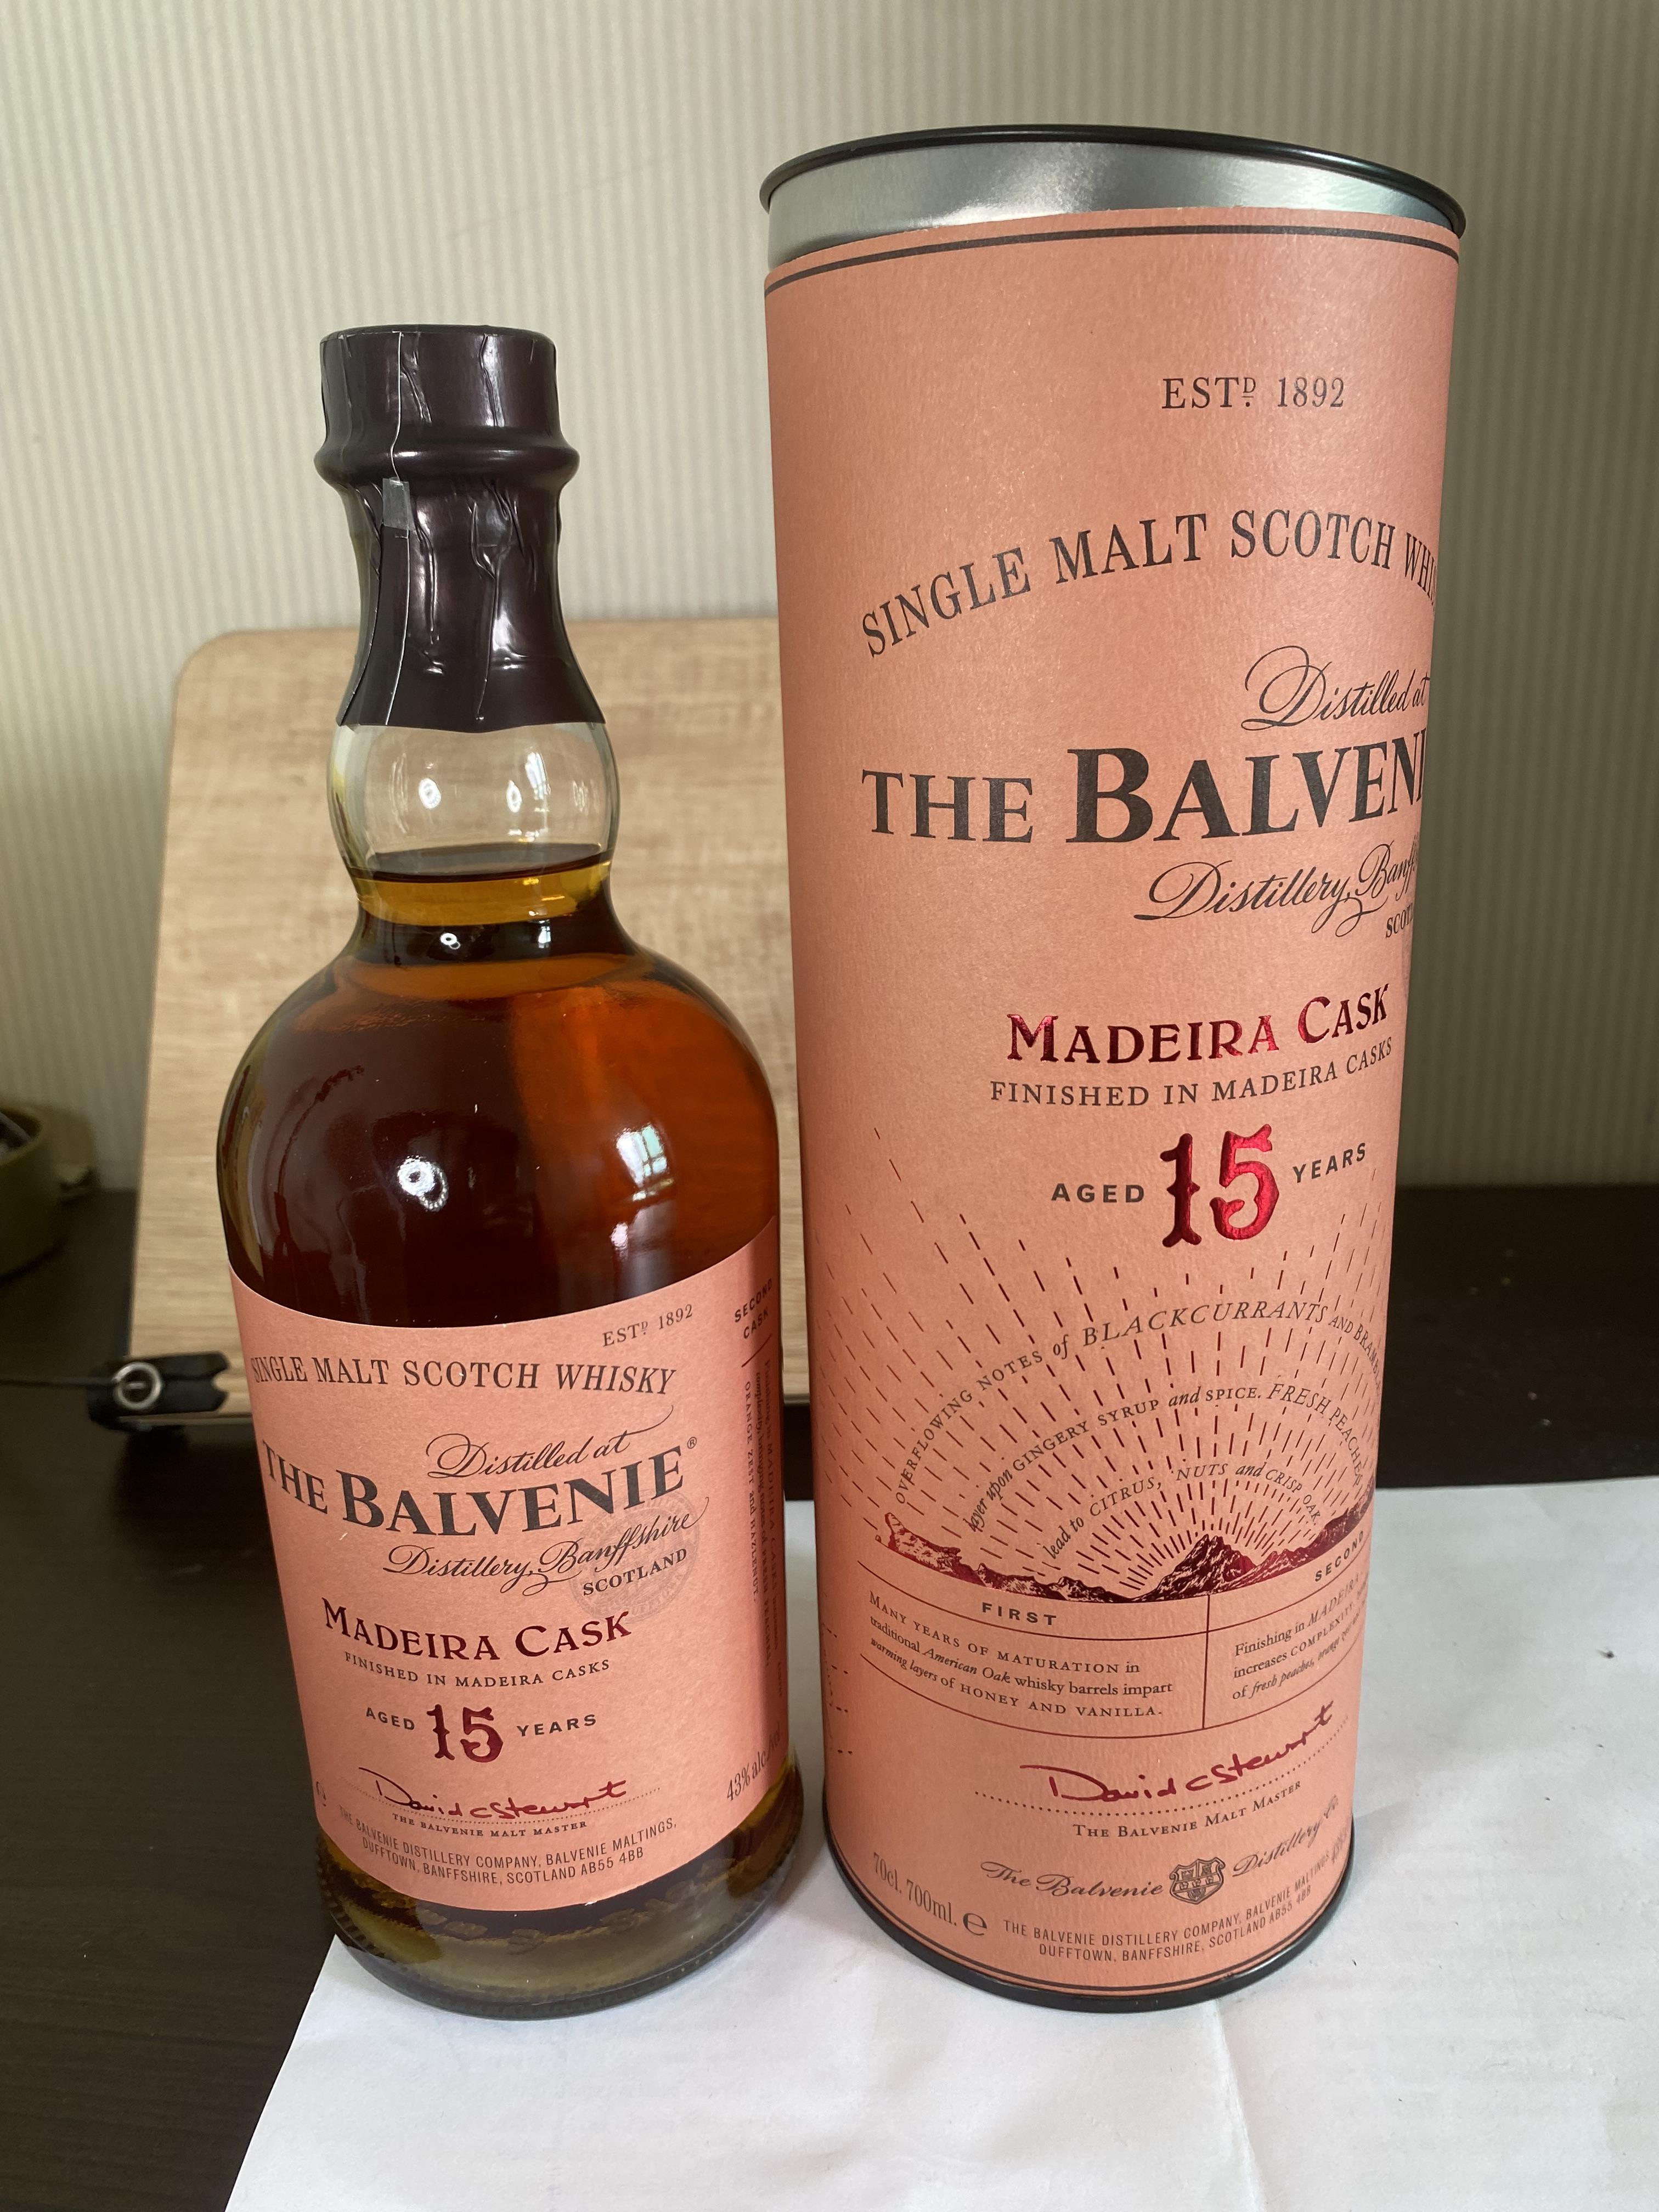 ESTD 1892
SINGLE MALT SCOTCH WHISKY
Distilled at
THE BALVENIE®
Distillery, Banffshire
SCOTLAND
MADEIRA CASK
FINISHED IN MADEIRA CASKS
AGED 15 YEARS
David C Stewart
THE BALVENIE MALT MASTER
THE BALVENIE DISTILLERY COMPANY, BALVENIE MALTINGS,
DUFFTOWN, BANFFSHIRE, SCOTLAND AB55 4BB
SECOND
CASK
43% alc
ESTD 1892
SINGLE MALT SCOTCH
Distilled at
THE BALVENI
Distillery,
MADEIRA CASK
FINISHED IN MADEIRA CASKS
AGED 15 YEARS
OVERFLOWING NOTES of BLACKCURRANTS AND
layer upon GINGERY SYRUP and SPICE. FRESH PEACHES
lead to CITRUS, NUTS and CRISP OAK
FIRST
MANY YEARS OF MATURATION in
traditional American Oak whisky barrels impart
warming layers of HONEY AND VANILLA.
SECOND
Finishing in MADEIRA
increases COMPLEXITY
of fresh peaches, orange
David C Stewart
THE BALVENIE MALT MASTER
The Balvenie Distillery Co.
70cl. 700ml. e
THE BALVENIE DISTILLERY COMPANY, BALVENIE MALTINGS
DUFFTOWN, BANFFSHIRE, SCOTLAND AB55 4BB